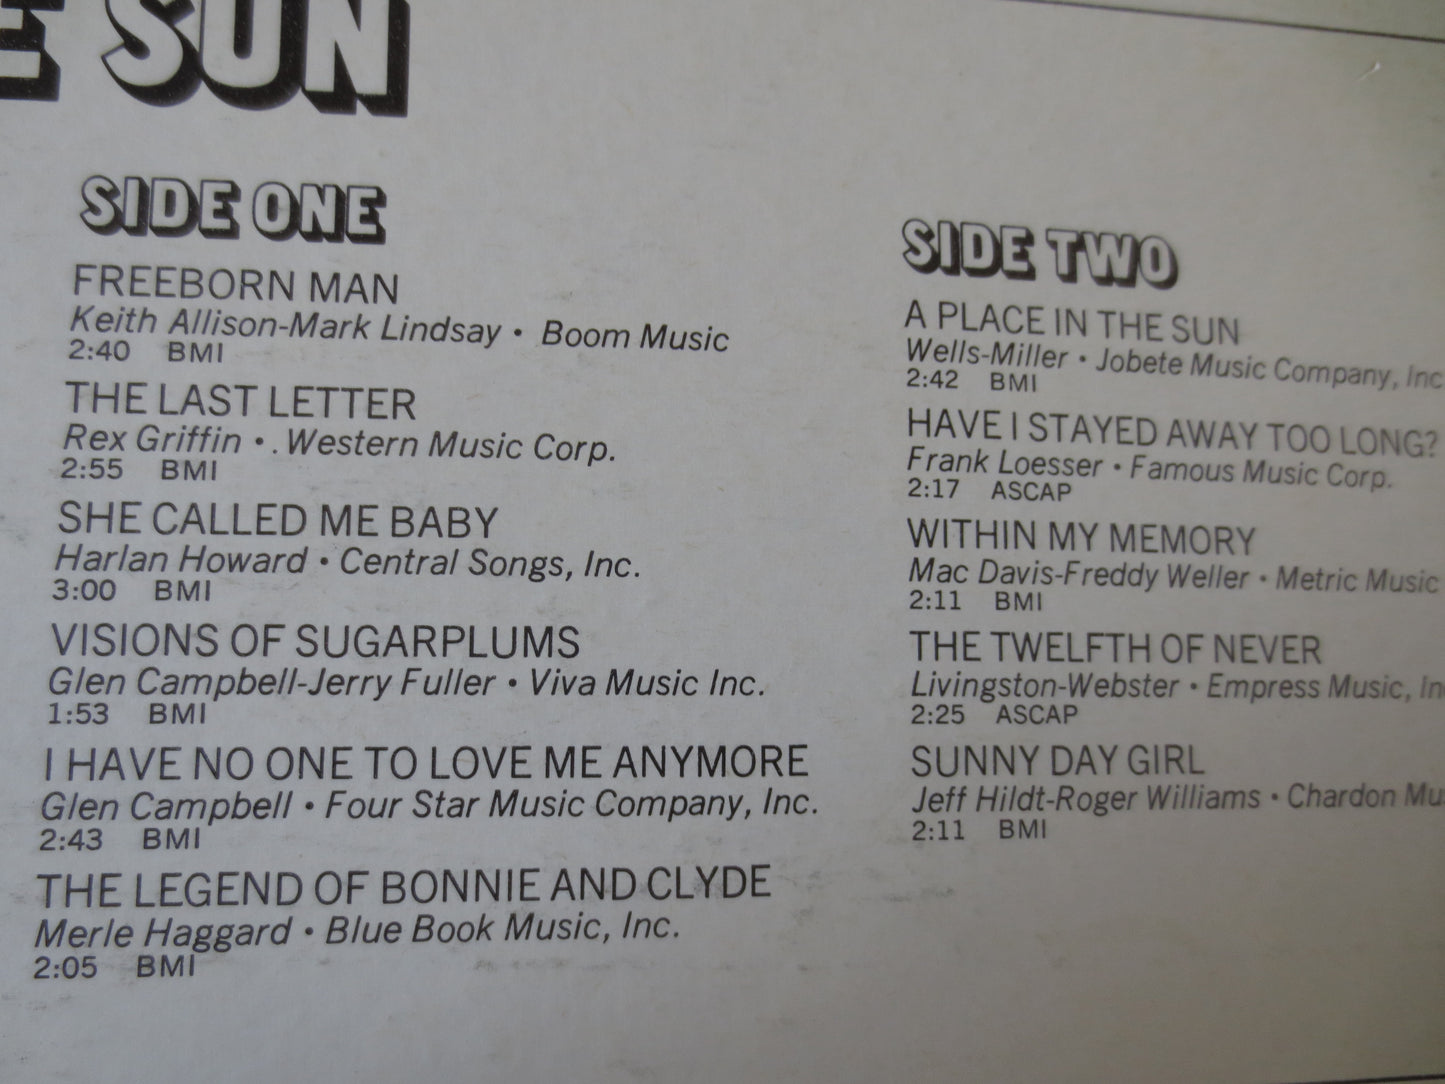 E SUN
SIDE ONE
FREEBORN MAN
Keith Allison-Mark Lindsay • Boom Music
2:40 BMI
THE LAST LETTER
Rex Griffin • . Western Music Corp.
2:55 BMI
SHE CALLED ME BABY
Harlan Howard • Central Songs, Inc.
3:00 BMI
VISIONS OF SUGARPLUMS
Glen Campbell-Jerry Fuller • Viva Music Inc.
1:53 BMI
I HAVE NO ONE TO LOVE ME ANYMORE
Glen Campbell • Four Star Music Company, Inc.
2:43 BMI
THE LEGEND OF BONNIE AND CLYDE
Merle Haggard • Blue Book Music, Inc.
2:05 BMI
SIDE TWO
A PLACE IN THE SUN
Wells-Miller • Jobete Music Company, Inc
2:42 BMI
HAVE I STAYED AWAY TOO LONG?
Frank Loesser • Famous Music Corp.
2:17 ASCAP
WITHIN MY MEMORY
Mac Davis-Freddy Weller • Metric Music
2:11 BMI
THE TWELFTH OF NEVER
Livingston-Webster • Empress Music, In
2:25 ASCAP
SUNNY DAY GIRL
Jeff Hildt-Roger Williams • Chardon Mu
2:11 BMI